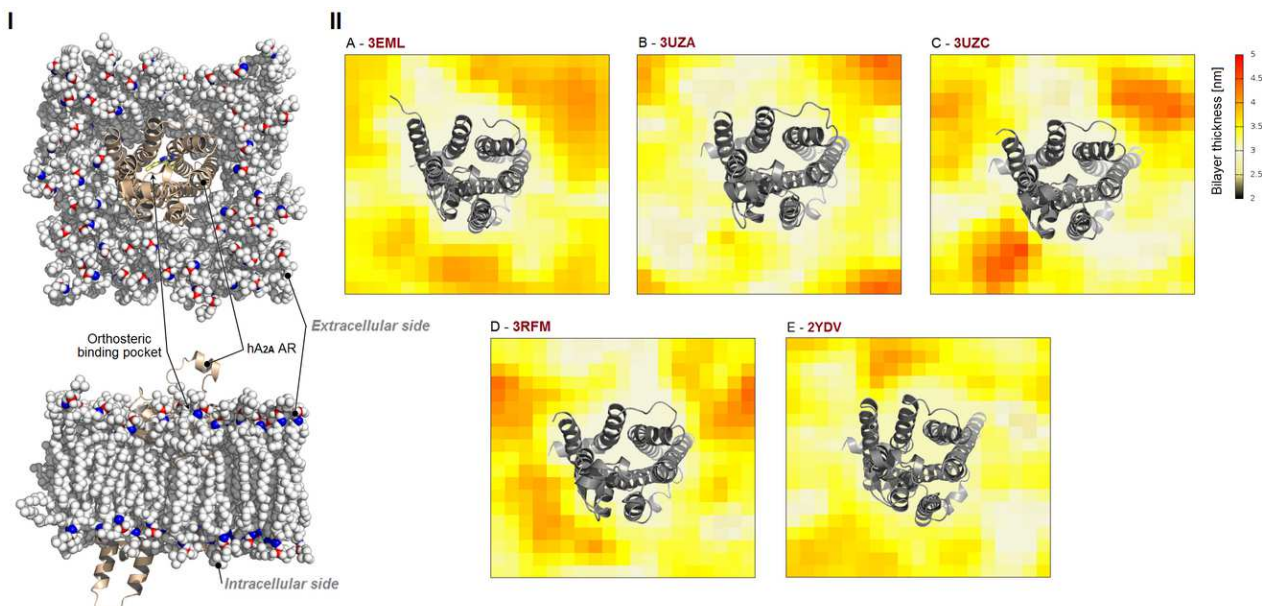 I
II
A - 3EML
B - 3UZA
C - 3UZC
5
4.5
4
3.5
3
2.5
2
Bilayer thickness [nm]
Orthosteric
binding pocket
hA2A AR
Extracellular side
Intracellular side
D - 3RFM
E - 2YDV